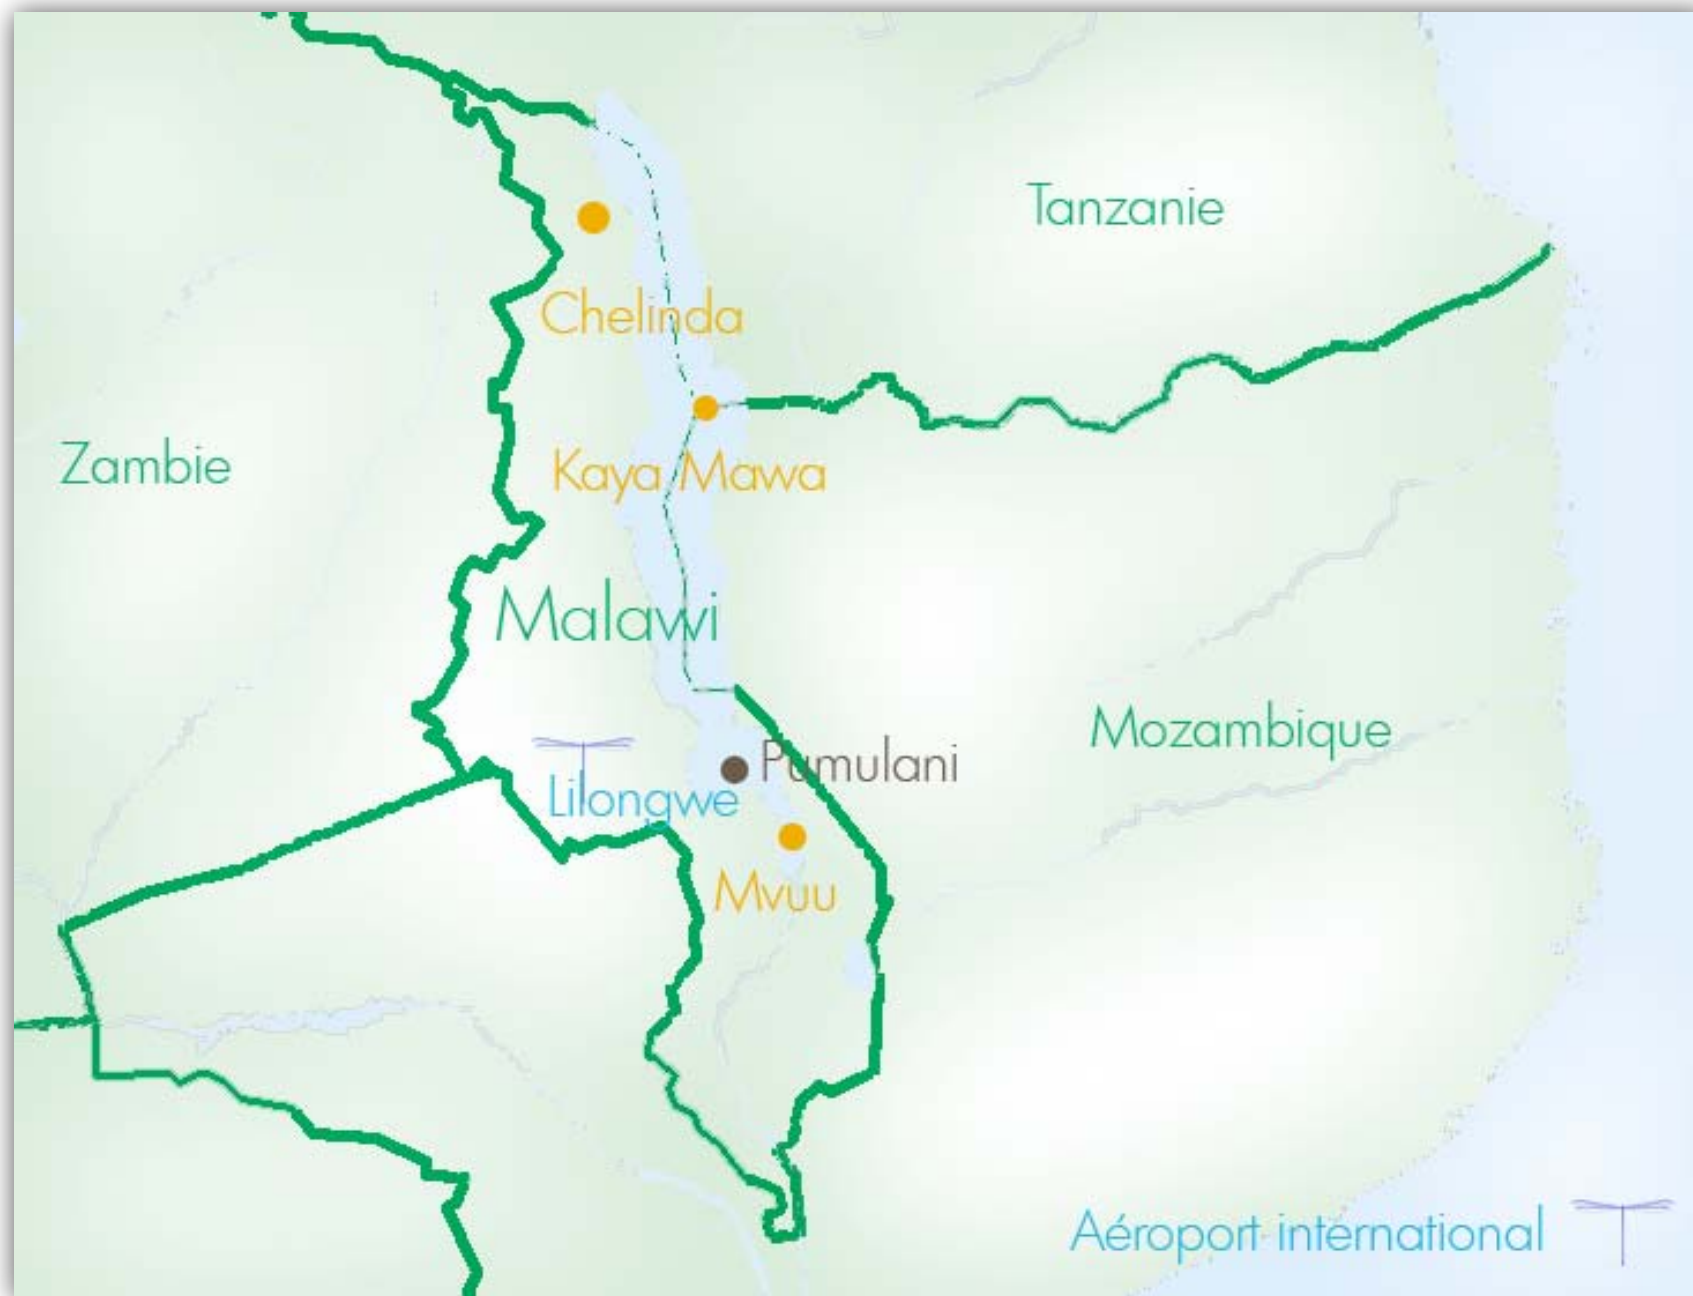 Tanzanie
Chelinda
Zambie
Kaya Mawa
Malawi
Mozambique
Pumulani
Lilongwe
Mvuu
Aéroport international